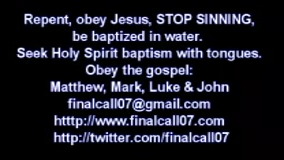 Repent, obey Jesus, STOP SINNING,
be baptized in water.
Seek Holy Spirit baptism with tongues.
Obey the gospel:
Matthew, Mark, Luke & John
finalcall07@gmail.com
htttp://www.finalcall07.com
http://twitter.com/finalcall07